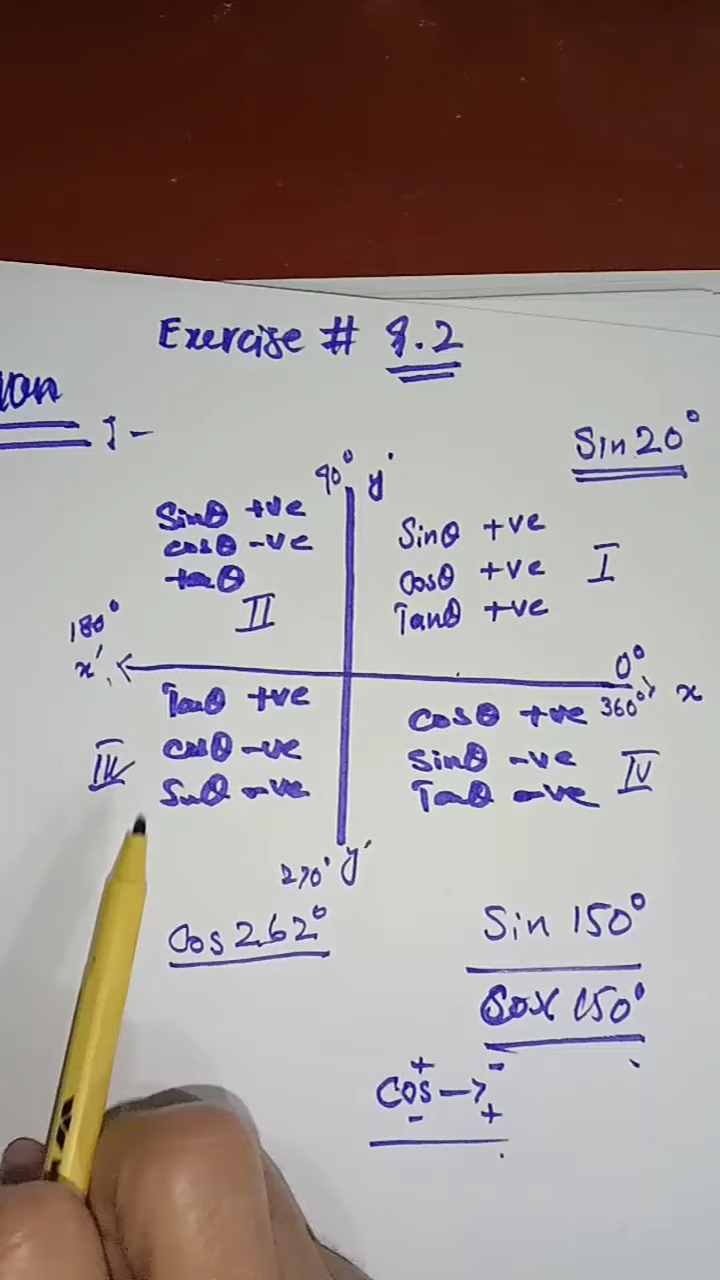 Exercise # 9.2
:-
Sin 20°
90° y
Sinθ +ve
cosθ -ve
tanθ
II
Sinθ +ve
cosθ +ve
Tanθ +ve
I
180°
x'
0°
360°
x
Tanθ +ve
cosθ -ve
Sinθ -ve
III
cosθ +ve
Sinθ -ve
Tanθ -ve
IV
270° y'
Cos 262°
Sin 150°
150°
+ -
Cos →
- +